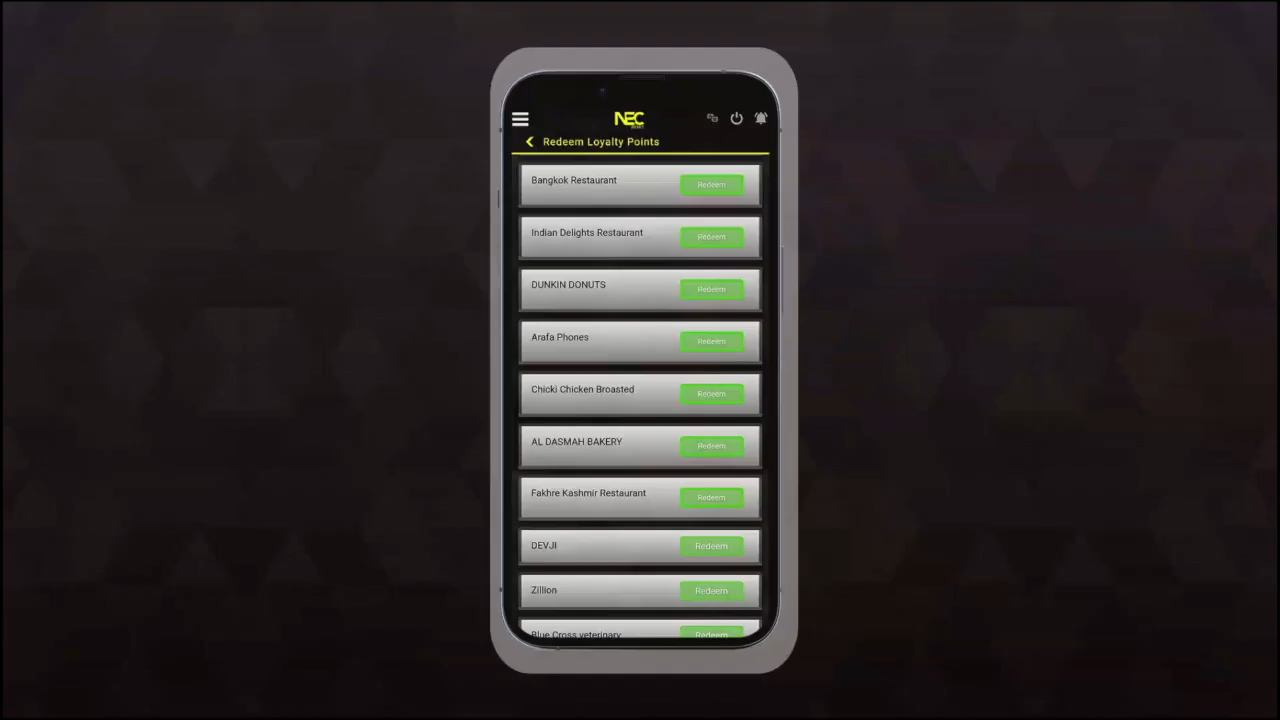 NEC
Redeem Loyalty Points
Bangkok Restaurant
Redeem
Indian Delights Restaurant
Redeem
DUNKIN DONUTS
Redeem
Arafa Phones
Redeem
Chicki Chicken Broasted
Redeem
AL DASMAH BAKERY
Redeem
Fakhre Kashmir Restaurant
Redeem
DEVJI
Redeem
Zillion
Redeem
Blue Cross veterinary
Redeem